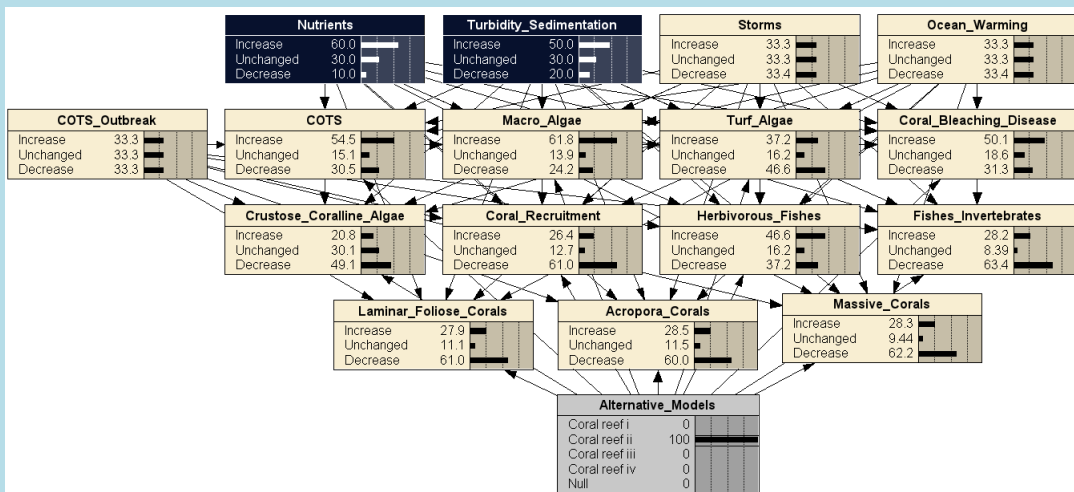 Nutrients
Increase 60.0
Unchanged 30.0
Decrease 10.0
Turbidity_Sedimentation
Increase 50.0
Unchanged 30.0
Decrease 20.0
Storms
Increase 33.3
Unchanged 33.3
Decrease 33.4
Ocean_Warming
Increase 33.3
Unchanged 33.3
Decrease 33.4
COTS_Outbreak
Increase 33.3
Unchanged 33.3
Decrease 33.3
COTS
Increase 54.5
Unchanged 15.1
Decrease 30.5
Macro_Algae
Increase 61.8
Unchanged 13.9
Decrease 24.2
Turf_Algae
Increase 37.2
Unchanged 16.2
Decrease 46.6
Coral_Bleaching_Disease
Increase 50.1
Unchanged 18.6
Decrease 31.3
Crustose_Coralline_Algae
Increase 20.8
Unchanged 30.1
Decrease 49.1
Coral_Recruitment
Increase 26.4
Unchanged 12.7
Decrease 61.0
Herbivorous_Fishes
Increase 46.6
Unchanged 16.2
Decrease 37.2
Fishes_Invertebrates
Increase 28.2
Unchanged 8.39
Decrease 63.4
Laminar_Foliose_Corals
Increase 27.9
Unchanged 11.1
Decrease 61.0
Acropora_Corals
Increase 28.5
Unchanged 11.5
Decrease 60.0
Massive_Corals
Increase 28.3
Unchanged 9.44
Decrease 62.2
Alternative_Models
Coral reef i 0
Coral reef ii 100
Coral reef iii 0
Coral reef iv 0
Null 0